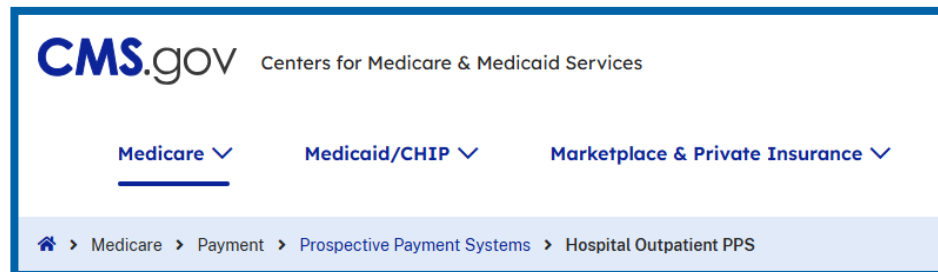 CMS.gov Centers for Medicare & Medicaid Services
Medicare Medicaid/CHIP Marketplace & Private Insurance
> Medicare > Payment > Prospective Payment Systems > Hospital Outpatient PPS